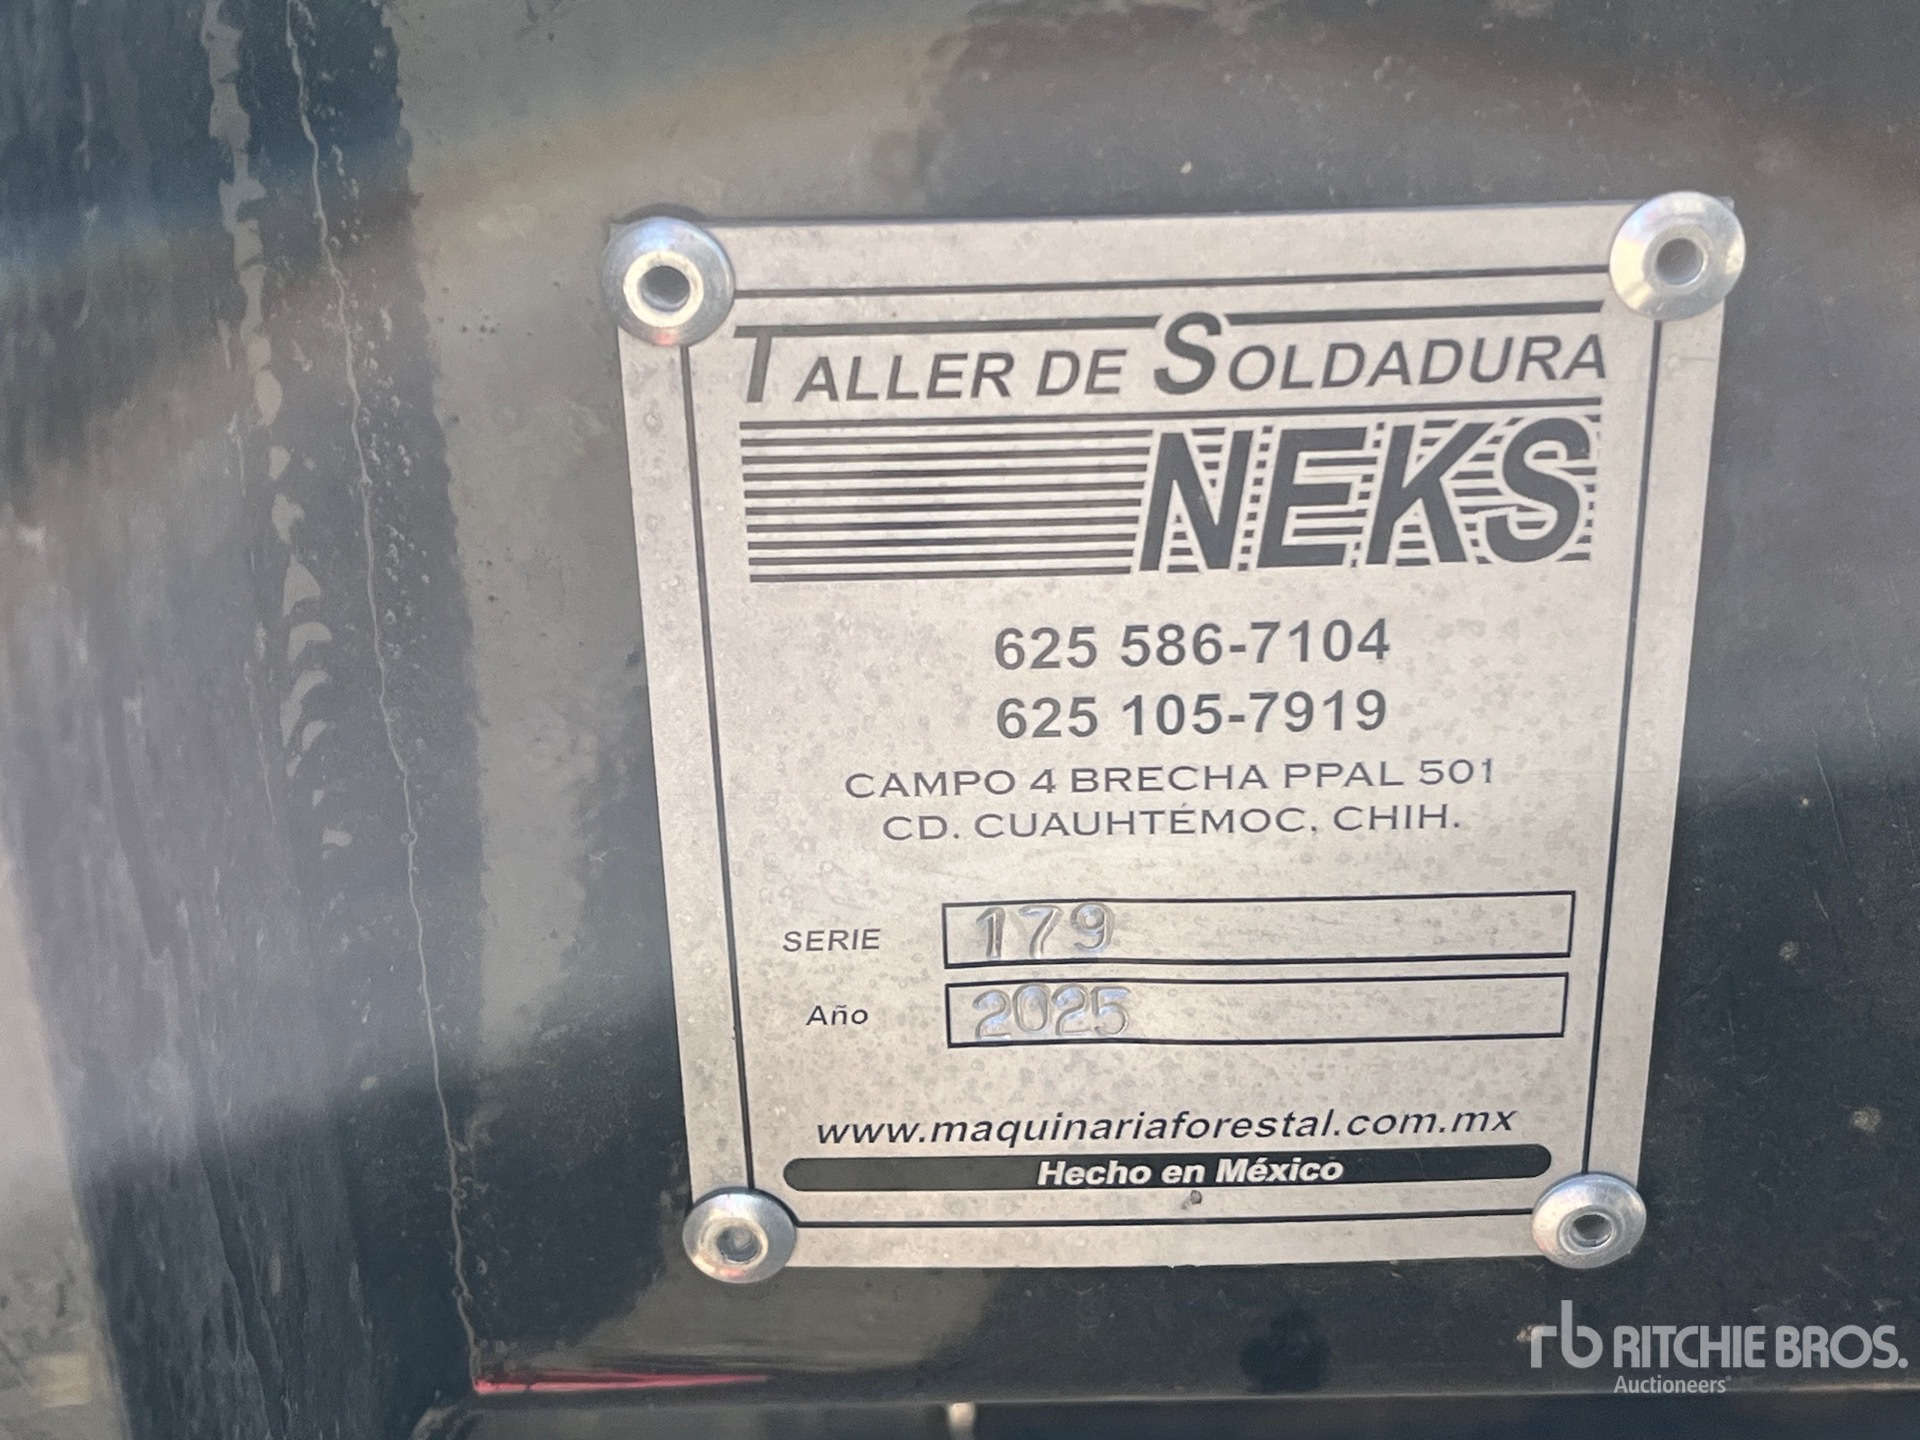 TALLER DE SOLDADURA
NEKS
625 586-7104
625 105-7919
CAMPO 4 BRECHA PPAL 501
CD. CUAUHTÉMOC, CHIH.
SERIE 179
Año 2025
www.maquinariaforestal.com.mx
Hecho en México
rb RITCHIE BROS.
Auctioneers